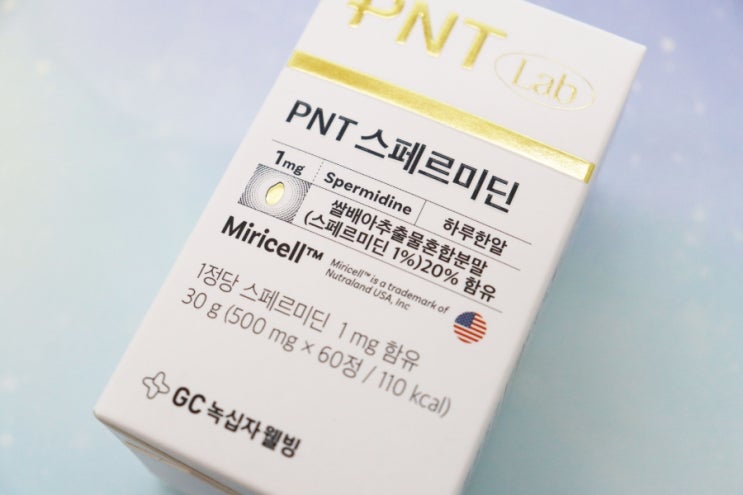 PNT Lab
PNT 스페르미딘
1mg
Spermidine
하루한알
쌀배아추출물혼합분말
(스페르미딘 1%)20% 함유
Miricell™
Miricell™ is a trademark of
Nutraland USA, Inc
1정당 스페르미딘 1 mg 함유
30 g (500 mg × 60정 / 110 kcal)
GC 녹십자웰빙